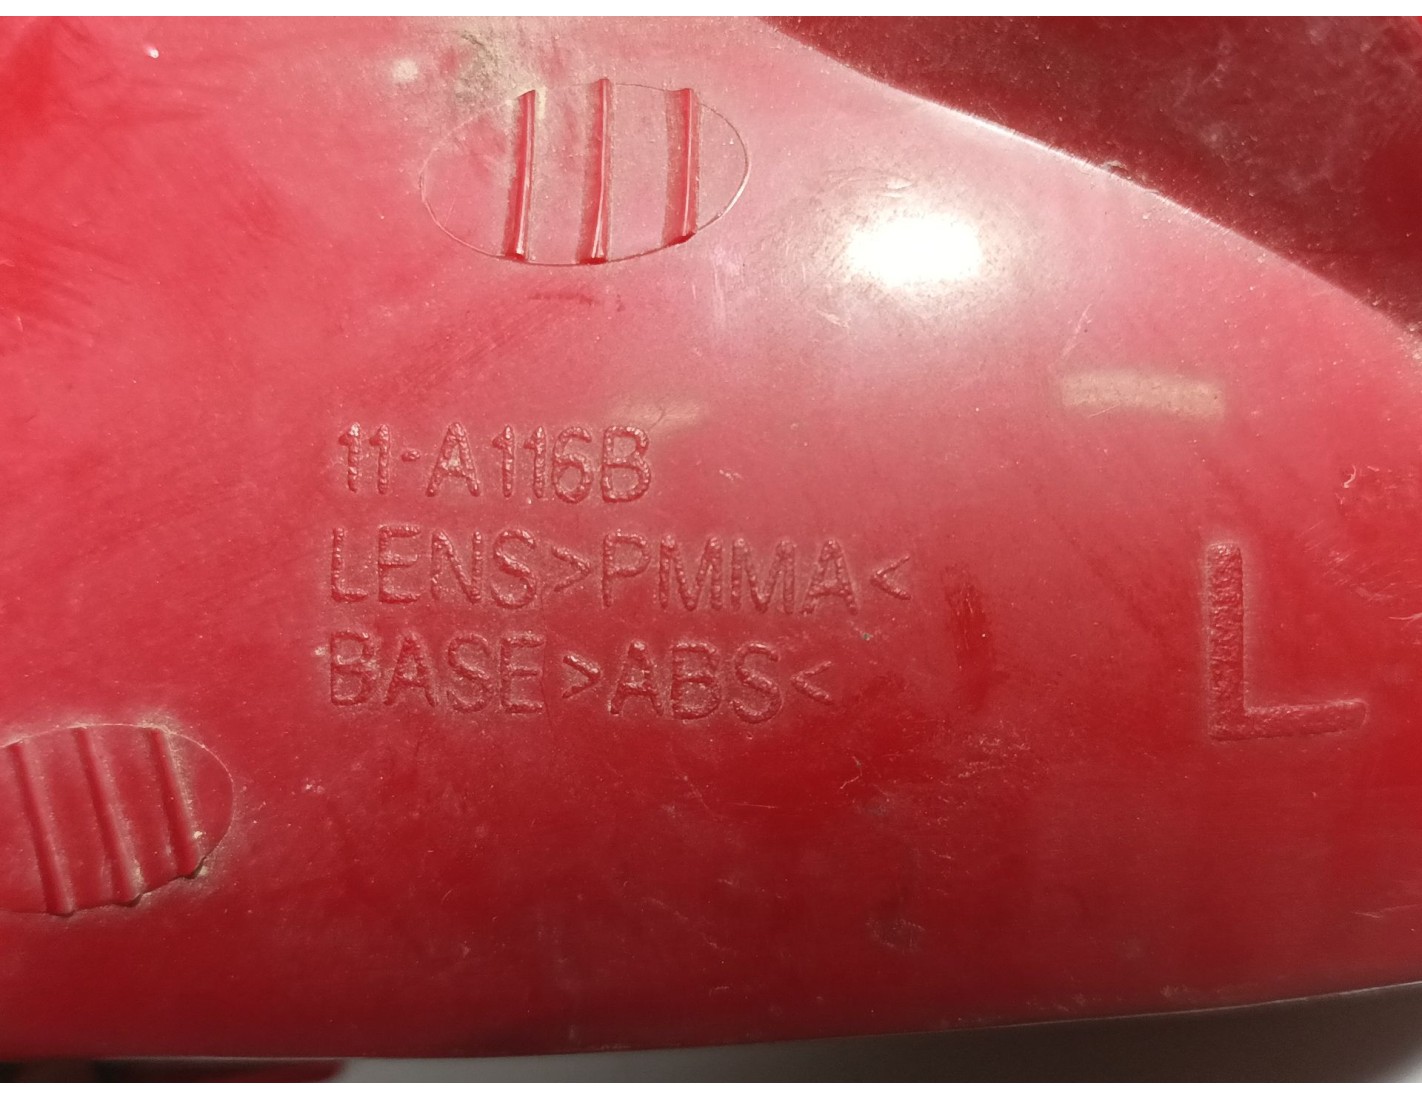 11-A116B
LENS>PMMA<
BASE>ABS<
L